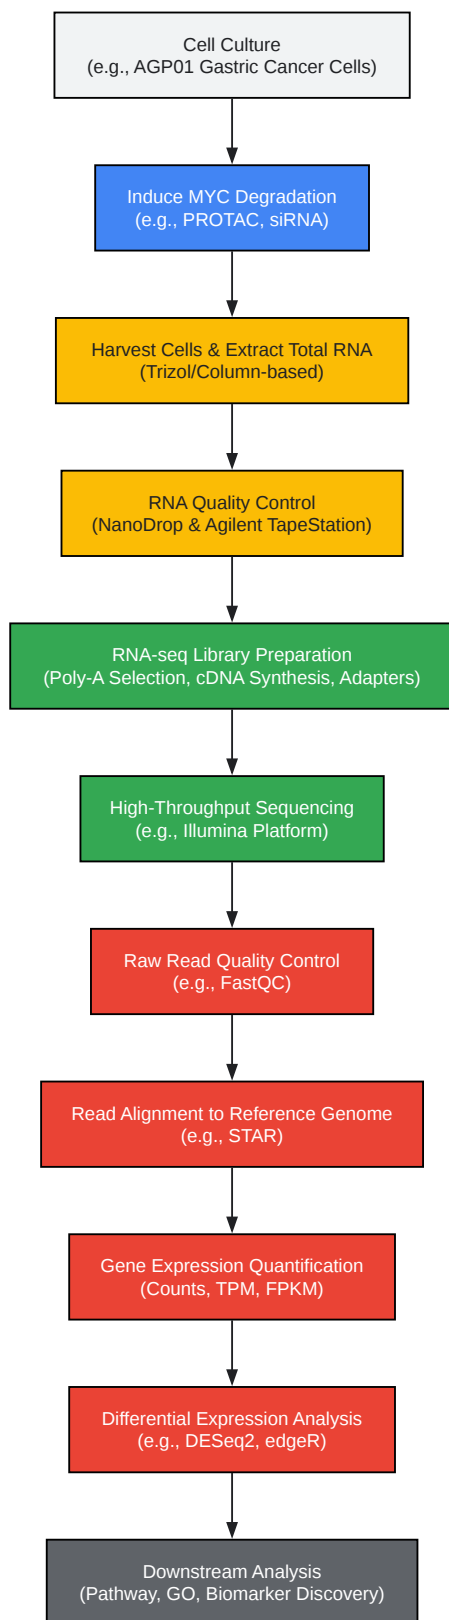 Cell Culture
(e.g., AGP01 Gastric Cancer Cells)
Induce MYC Degradation
(e.g., PROTAC, siRNA)
Harvest Cells & Extract Total RNA
(Trizol/Column-based)
RNA Quality Control
(NanoDrop & Agilent TapeStation)
RNA-seq Library Preparation
(Poly-A Selection, cDNA Synthesis, Adapters)
High-Throughput Sequencing
(e.g., Illumina Platform)
Raw Read Quality Control
(e.g., FastQC)
Read Alignment to Reference Genome
(e.g., STAR)
Gene Expression Quantification
(Counts, TPM, FPKM)
Differential Expression Analysis
(e.g., DESeq2, edgeR)
Downstream Analysis
(Pathway, GO, Biomarker Discovery)